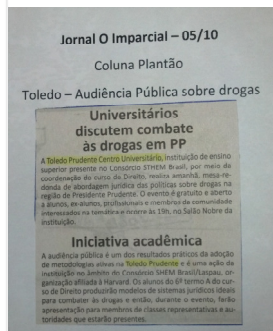 Jornal O Imparcial – 05/10
Coluna Plantão
Toledo – Audiência Pública sobre drogas
Universitários
discutem combate
às drogas em PP
A Toledo Prudente Centro Universitário, instituição de ensino
superior presente no Consórcio STHEM Brasil, por meio da
coordenação do curso de Direito, realiza amanhã, mesa-re-
donda de abordagem jurídica das políticas sobre drogas na
região de Presidente Prudente. O evento é gratuito e aberto
a alunos, ex-alunos, profissionais e membros da comunidade
interessados na temática e ocorre às 19h, no Salão Nobre da
instituição.
Iniciativa acadêmica
A audiência pública é um dos resultados práticos da adoção
de metodologias ativas na Toledo Prudente e é uma ação da
instituição no âmbito do Consórcio STHEM Brasil/Laspau, or-
ganização afiliada à Harvard. Os alunos do 6º termo A do cur-
so de Direito produzirão modelos de sistemas jurídicos ideais
para combater às drogas e então, durante o evento, farão
apresentação para membros de classes representativas e au-
toridades que estarão presentes.